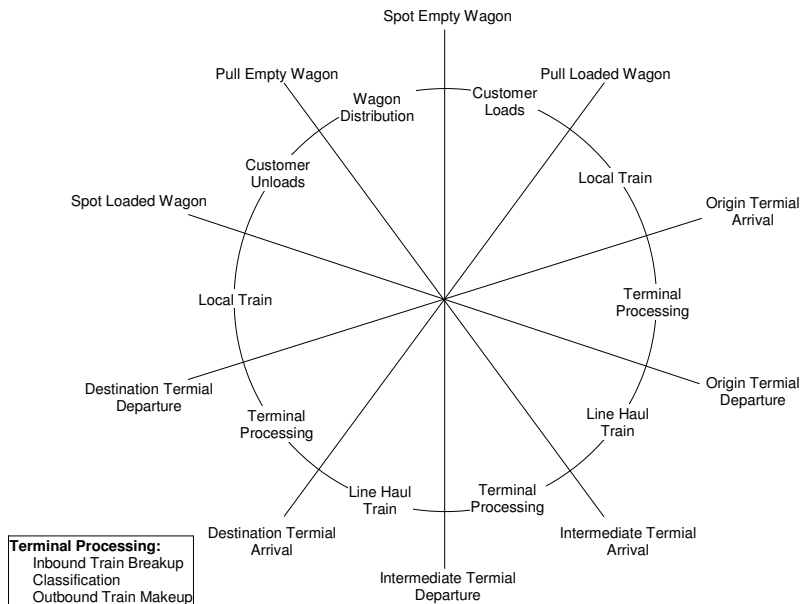 Spot Empty Wagon
Pull Empty Wagon
Pull Loaded Wagon
Wagon
Distribution
Customer
Loads
Customer
Unloads
Local Train
Spot Loaded Wagon
Origin Termial
Arrival
Local Train
Terminal
Processing
Destination Termial
Departure
Origin Termial
Departure
Terminal
Processing
Line Haul
Train
Line Haul
Train
Terminal
Processing
Destination Termial
Arrival
Intermediate Termial
Arrival
Intermediate Termial
Departure
Terminal Processing:
Inbound Train Breakup
Classification
Outbound Train Makeup